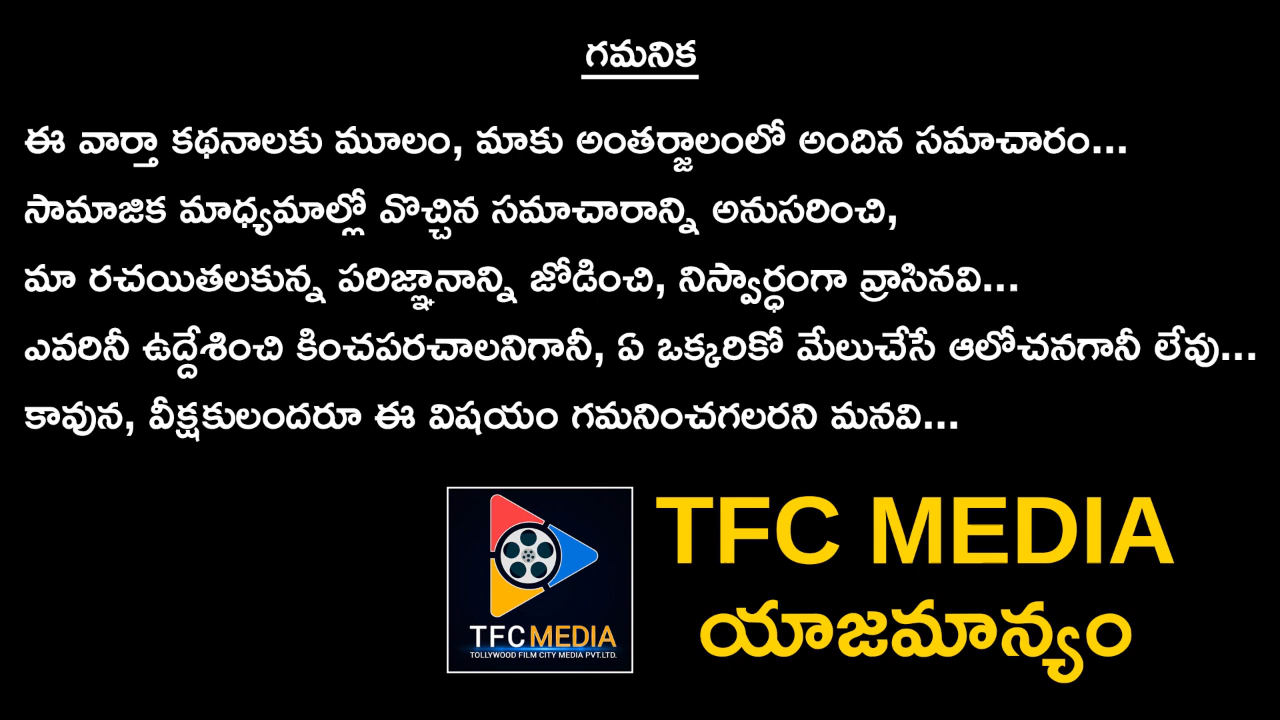 గమనిక
ఈ వార్తా కథనాలకు మూలం, మాకు అంతర్జాలంలో అందిన సమాచారం...
సామాజిక మాధ్యమాల్లో వొచ్చిన సమాచారాన్ని అనుసరించి,
మా రచయితలకున్న పరిజ్ఞానాన్ని జోడించి, నిస్వార్ధంగా వ్రాసినవి...
ఎవరినీ ఉద్దేశించి కించపరచాలనిగానీ, ఏ ఒక్కరికో మేలుచేసే ఆలోచనగానీ లేవు...
కావున, వీక్షకులందరూ ఈ విషయం గమనించగలరని మనవి...
TFC MEDIA
యాజమాన్యం
TFC MEDIA
TOLLYWOOD FILM CITY MEDIA PVT.LTD.